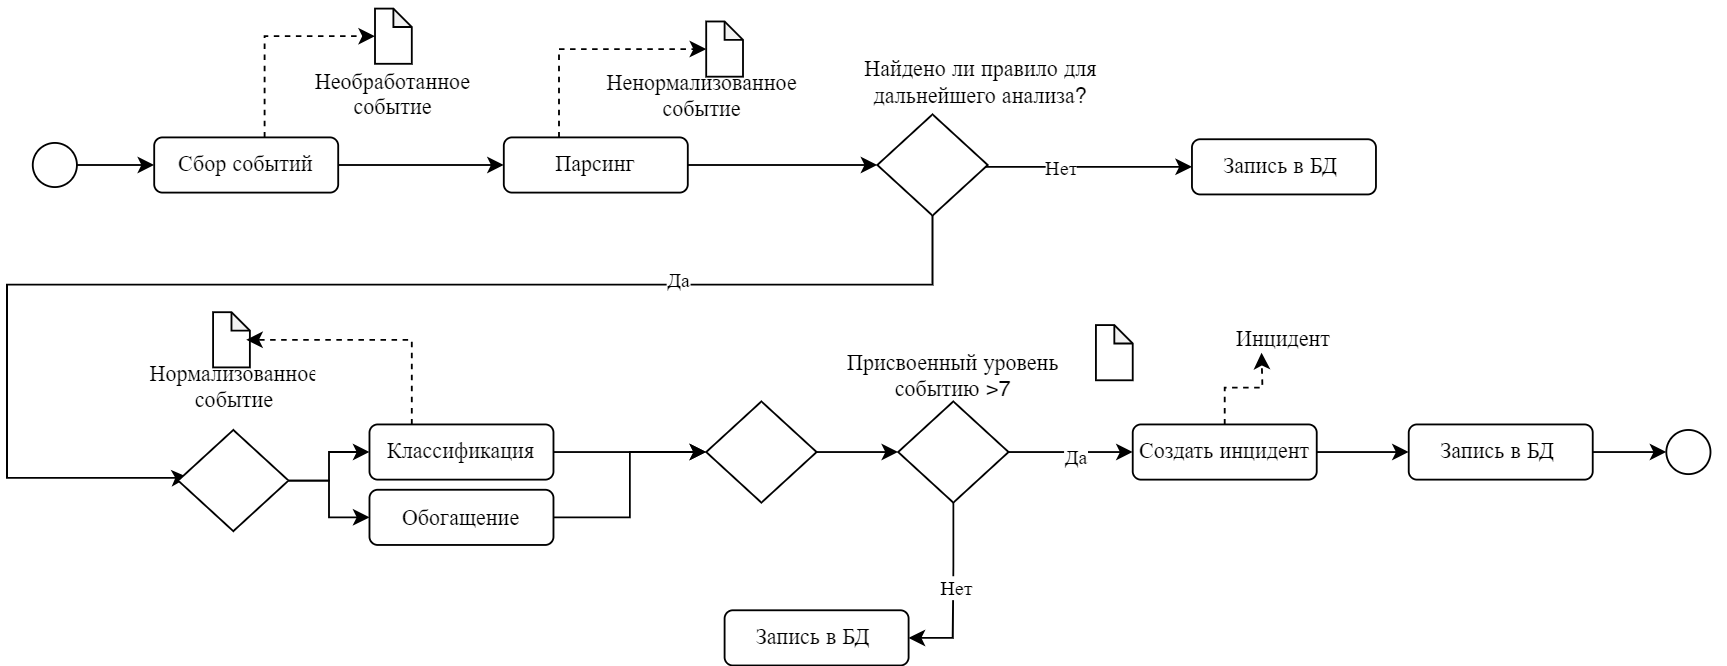 Необработанное
событие
Ненормализованное
событие
Найдено ли правило для
дальнейшего анализа?
Сбор событий
Парсинг
Нет
Запись в БД
Да
Нормализованное
событие
Присвоенный уровень
событию >7
Инцидент
Классификация
Обогащение
Да
Создать инцидент
Запись в БД
Нет
Запись в БД